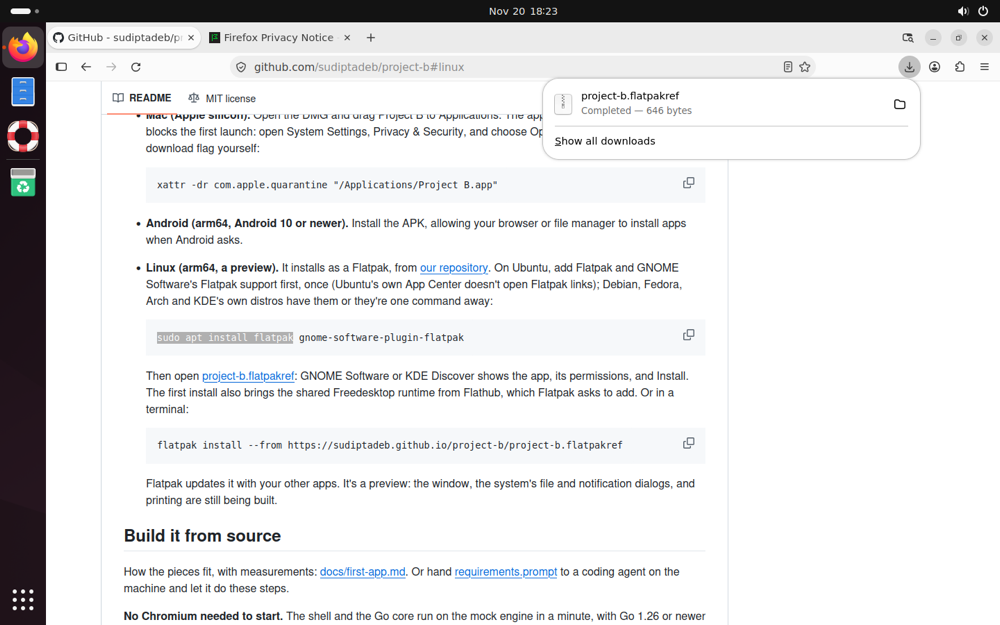 Nov 20 18:23
GitHub - sudiptadeb/pr
Firefox Privacy Notice
github.com/sudiptadeb/project-b#linux
project-b.flatpakref
Completed — 646 bytes
Show all downloads
README
MIT license
Mac (Apple silicon). Open the DMG and drag Project B to Applications. The app
blocks the first launch: open System Settings, Privacy & Security, and choose Op
download flag yourself:
xattr -dr com.apple.quarantine "/Applications/Project B.app"
Android (arm64, Android 10 or newer). Install the APK, allowing your browser or file manager to install apps
when Android asks.
Linux (arm64, a preview). It installs as a Flatpak, from our repository. On Ubuntu, add Flatpak and GNOME
Software's Flatpak support first, once (Ubuntu's own App Center doesn't open Flatpak links); Debian, Fedora,
Arch and KDE's own distros have them or they're one command away:
sudo apt install flatpak gnome-software-plugin-flatpak
Then open project-b.flatpakref: GNOME Software or KDE Discover shows the app, its permissions, and Install.
The first install also brings the shared Freedesktop runtime from Flathub, which Flatpak asks to add. Or in a
terminal:
flatpak install --from https://sudiptadeb.github.io/project-b/project-b.flatpakref
Flatpak updates it with your other apps. It's a preview: the window, the system's file and notification dialogs, and
printing are still being built.
Build it from source
How the pieces fit, with measurements: docs/first-app.md. Or hand requirements.prompt to a coding agent on the
machine and let it do these steps.
No Chromium needed to start. The shell and the Go core run on the mock engine in a minute, with Go 1.26 or newer